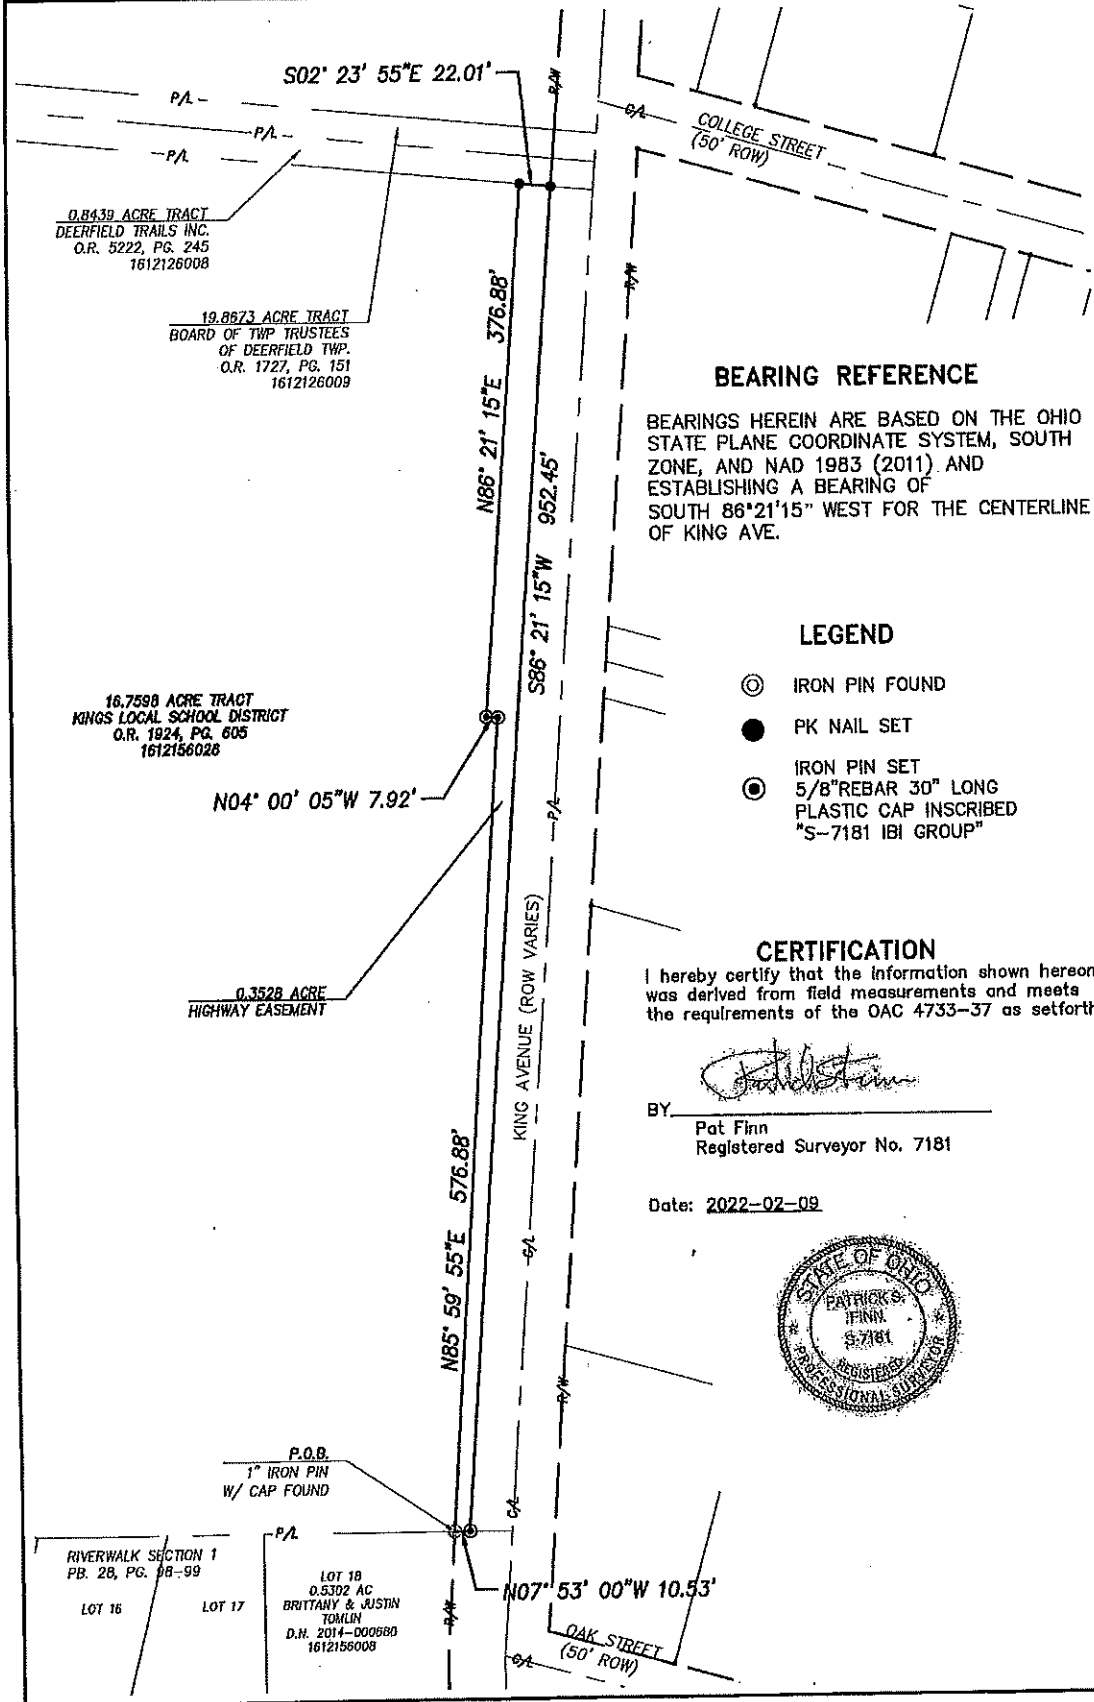 S02° 23' 55"E 22.01'
R/W
P/L
P/L
P/L
C/L
COLLEGE STREET
(50' ROW)
0.8439 ACRE TRACT
DEERFIELD TRAILS INC.
O.R. 5222, PG. 245
1612126008
19.8673 ACRE TRACT
BOARD OF TWP TRUSTEES
OF DEERFIELD TWP.
O.R. 1727, PG. 151
1612126009
R/W
N86° 21' 15"E 376.88'
S86° 21' 15"W 952.45'
BEARING REFERENCE
BEARINGS HEREIN ARE BASED ON THE OHIO
STATE PLANE COORDINATE SYSTEM, SOUTH
ZONE, AND NAD 1983 (2011) AND
ESTABLISHING A BEARING OF
SOUTH 86°21'15" WEST FOR THE CENTERLINE
OF KING AVE.
LEGEND
IRON PIN FOUND
PK NAIL SET
IRON PIN SET
5/8"REBAR 30" LONG
PLASTIC CAP INSCRIBED
"S-7181 IBI GROUP"
16.7598 ACRE TRACT
KINGS LOCAL SCHOOL DISTRICT
O.R. 1924, PG. 605
1612156028
N04° 00' 05"W 7.92'
P/L
KING AVENUE (ROW VARIES)
0.3528 ACRE
HIGHWAY EASEMENT
CERTIFICATION
I hereby certify that the information shown hereon
was derived from field measurements and meets
the requirements of the OAC 4733-37 as setforth
BY
Pat Finn
Registered Surveyor No. 7181
Date: 2022-02-09
STATE OF OHIO
PATRICK S.
FINN
S-7181
REGISTERED
PROFESSIONAL SURVEYOR
N85° 59' 55"E 576.88'
C/L
R/W
P.O.B.
1" IRON PIN
W/ CAP FOUND
C/L
P/L
RIVERWALK SECTION 1
PB. 28, PG. 98-99
LOT 16
LOT 17
LOT 18
0.5302 AC
BRITTANY & JUSTIN
TOMLIN
D.N. 2014-000680
1612156008
R/W
N07° 53' 00"W 10.53'
OAK STREET
(50' ROW)
C/L